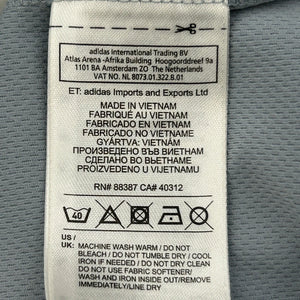 adidas International Trading BV
Atlas Arena -Afrika Building Hoogoorddreef 9a
1101 BA Amsterdam ZO The Netherlands
VAT NO. NL 8073.01.322.B.01
ET: adidas Imports and Exports Ltd
MADE IN VIETNAM
FABRIQUÉ AU VIETNAM
FABRICADO EN VIETNAM
FABRICADO NO VIETNAM
GYÁRTVA: VIETNAM
ПРОИЗВЕДЕНО ВЪВ ВИЕТНАМ
СДЕЛАНО ВО ВЬЕТНАМЕ
PROIZVEDENO U VIJETNAMU
RN# 88387 CA# 40312
40
US /
UK: MACHINE WASH WARM / DO NOT
BLEACH / DO NOT TUMBLE DRY / COOL
IRON IF NEEDED / DO NOT DRY CLEAN
DO NOT USE FABRIC SOFTENER/
WASH AND IRON INSIDE OUT/REMOVE
IMMEDIATELY/LINE DRY